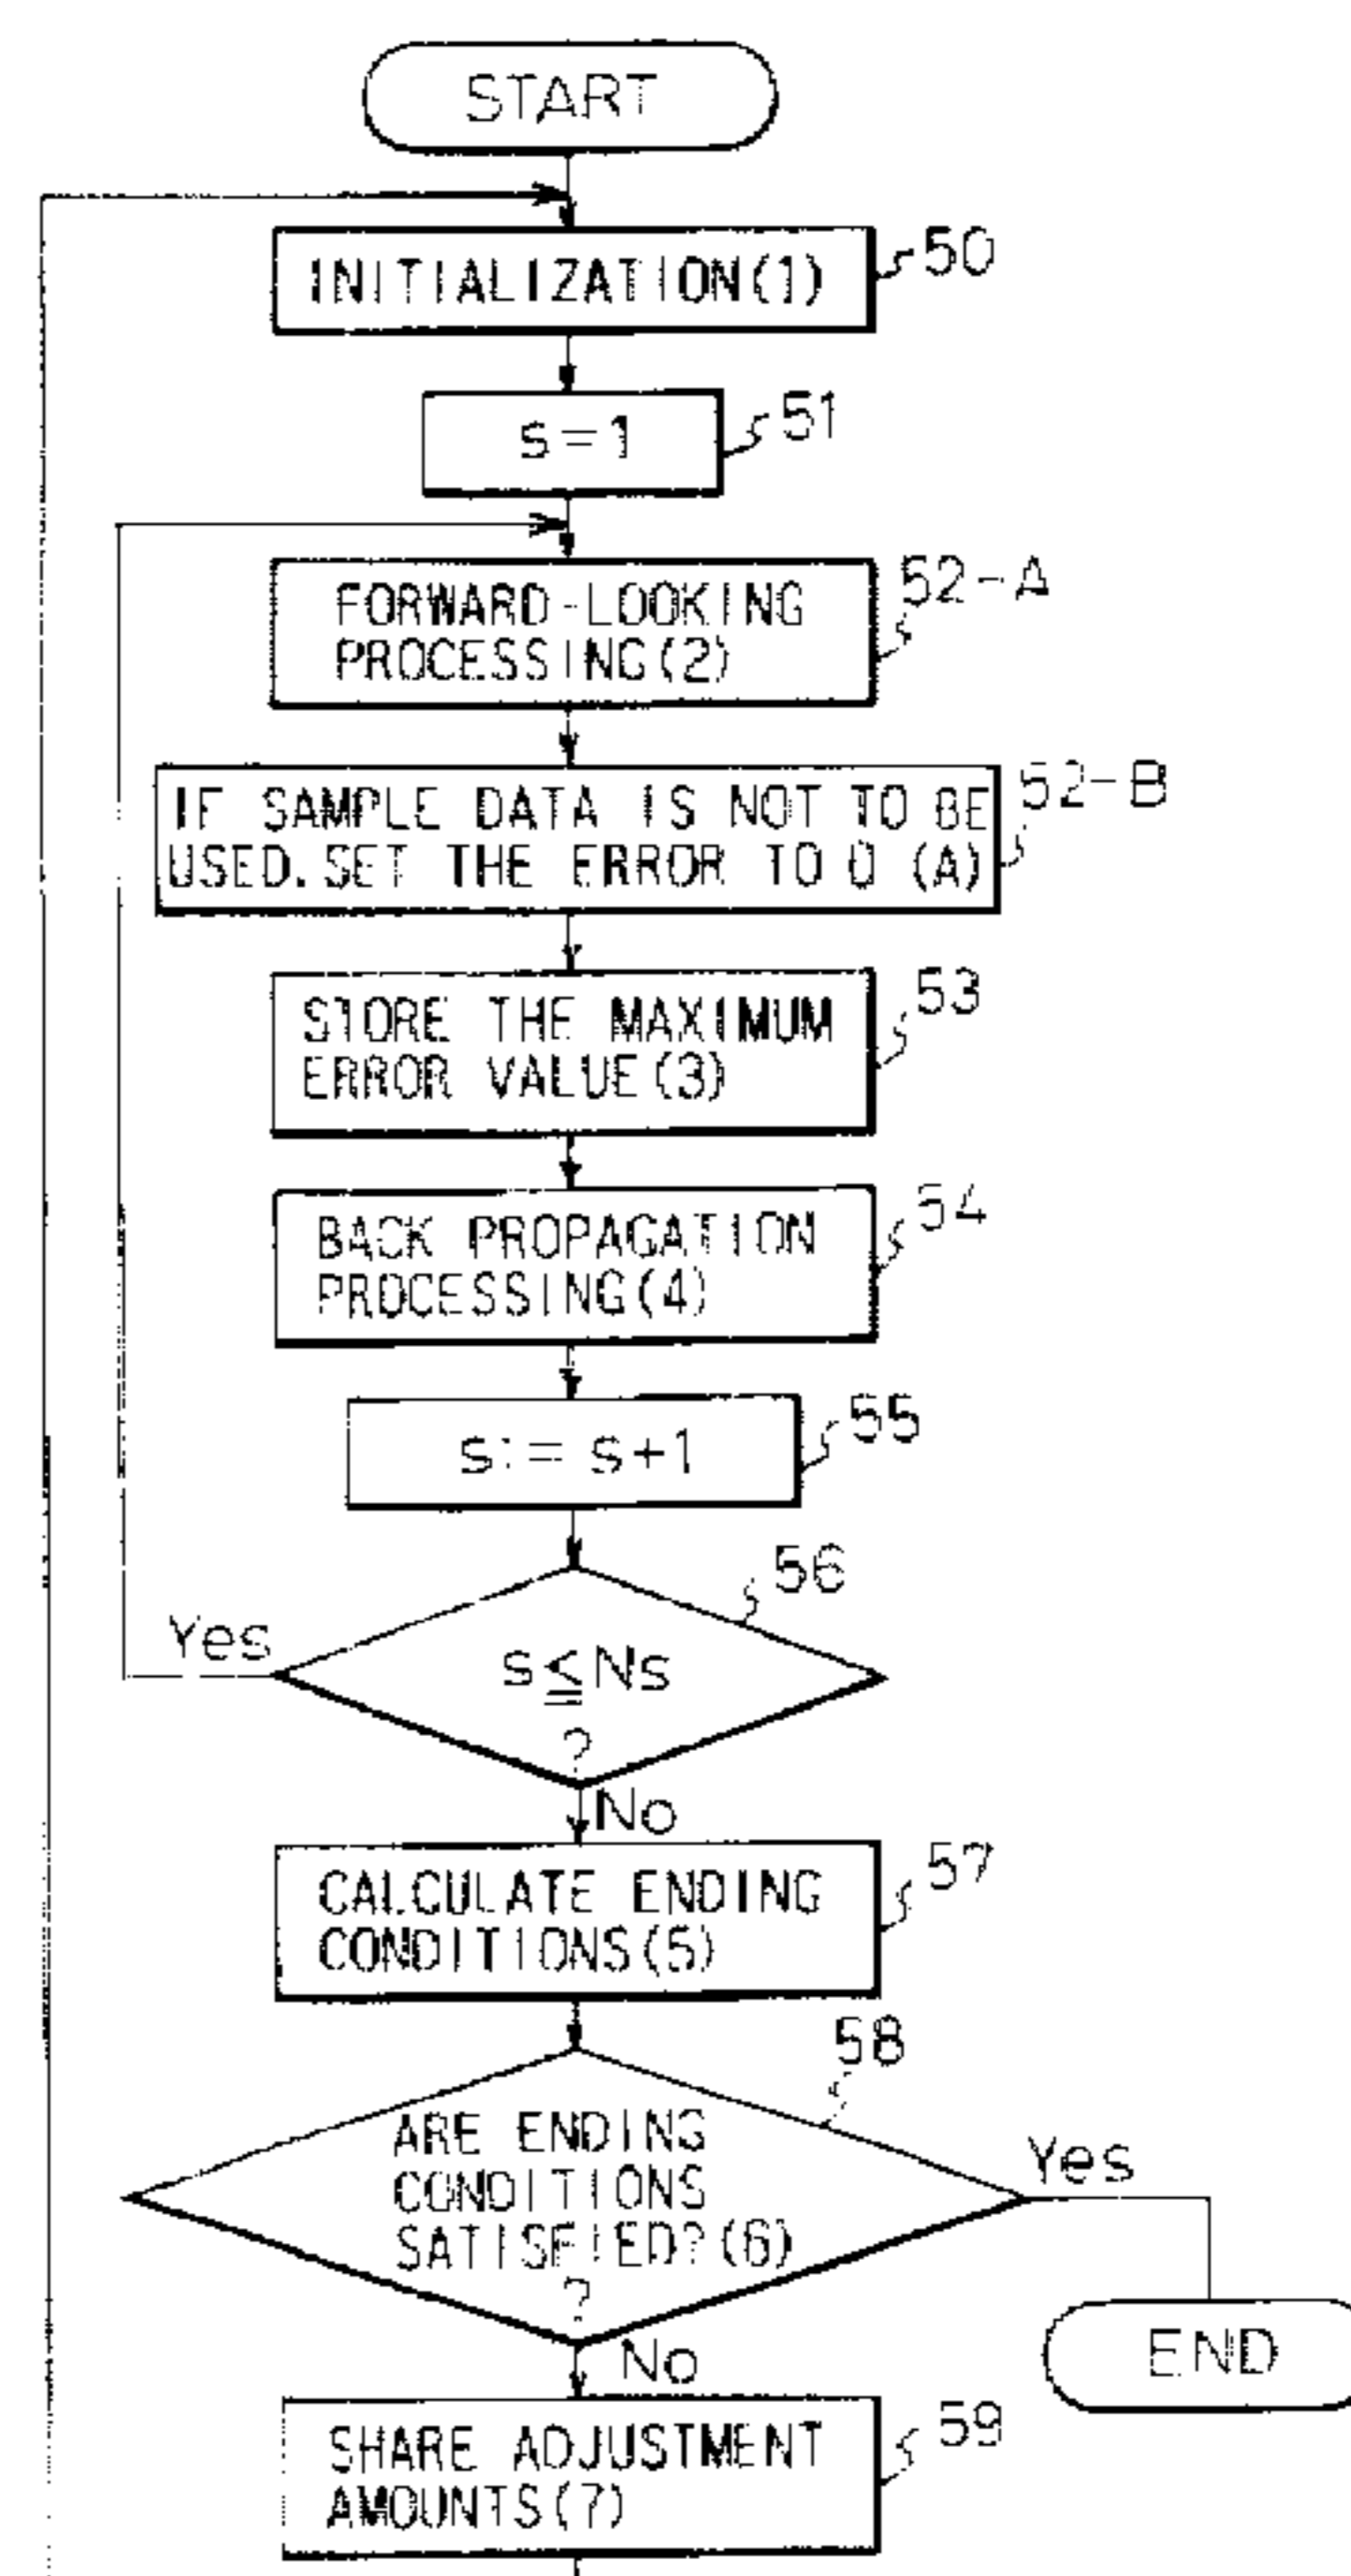 START
INITIALIZATION(1)
50
s=1
51
FORWARD-LOOKING
PROCESSING(2)
52-A
IF SAMPLE DATA IS NOT TO BE
USED.SET THE ERROR TO 0 (A)
52-B
STORE THE MAXIMUM
ERROR VALUE(3)
53
BACK PROPAGATION
PROCESSING(4)
54
s:= s+1
55
56
s≦Ns
?
Yes
No
CALCULATE ENDING
CONDITIONS(5)
57
58
ARE ENDING
CONDITIONS
SATISFIED?(6)
?
Yes
No
END
SHARE ADJUSTMENT
AMOUNTS(7)
59